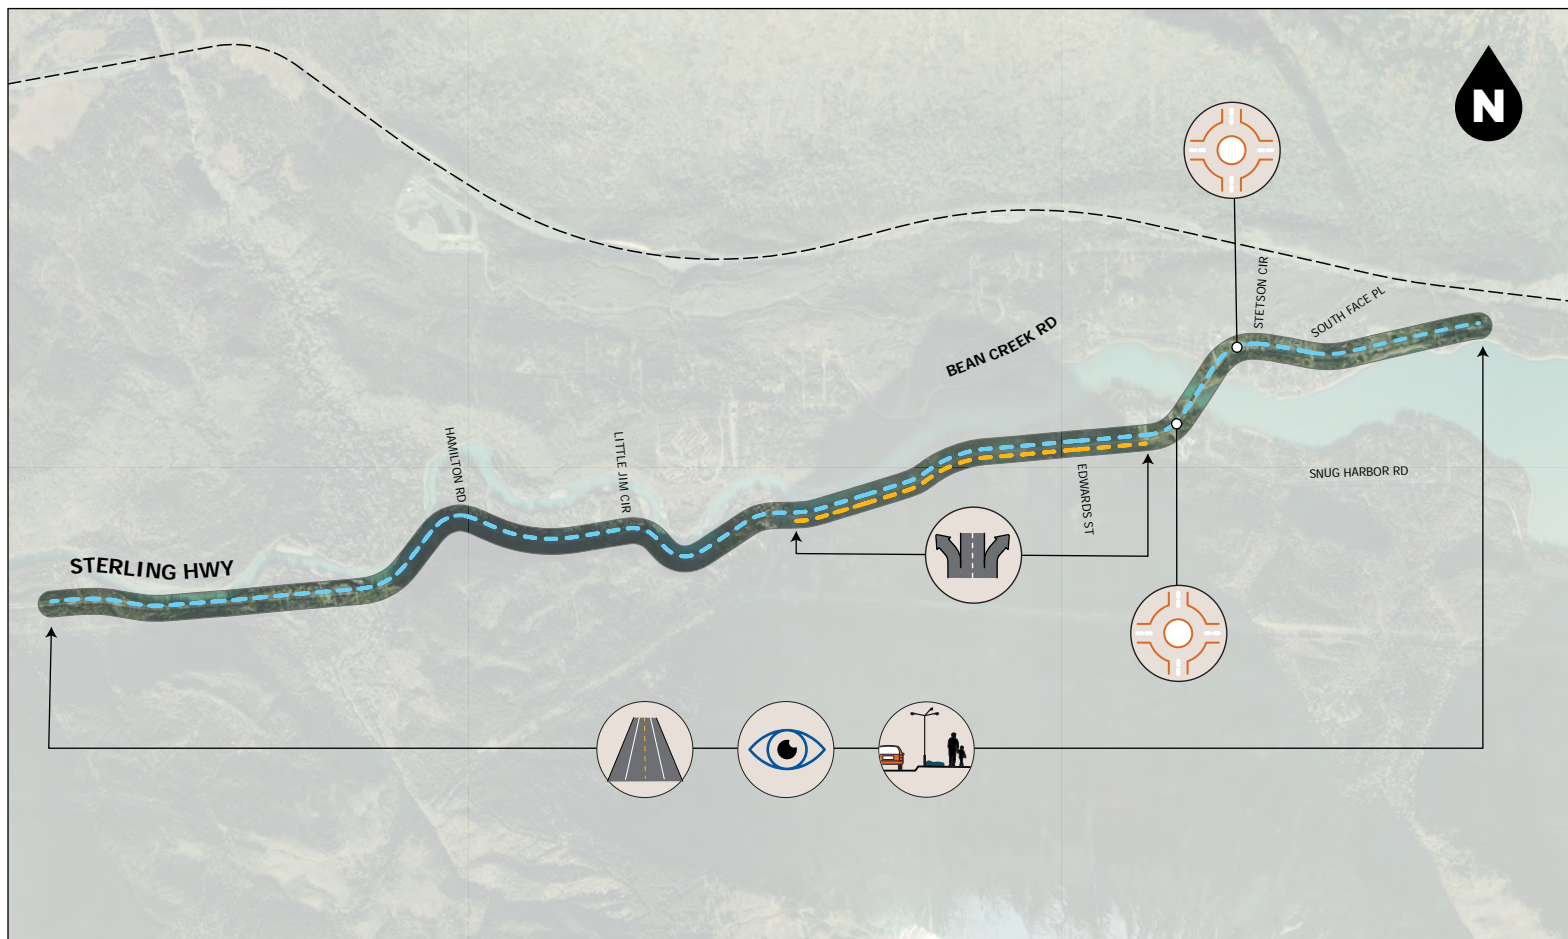 N
STETSON CIR
SOUTH FACE PL
BEAN CREEK RD
HAMILTON RD
LITTLE JIM CIR
EDWARDS ST
SNUG HARBOR RD
STERLING HWY